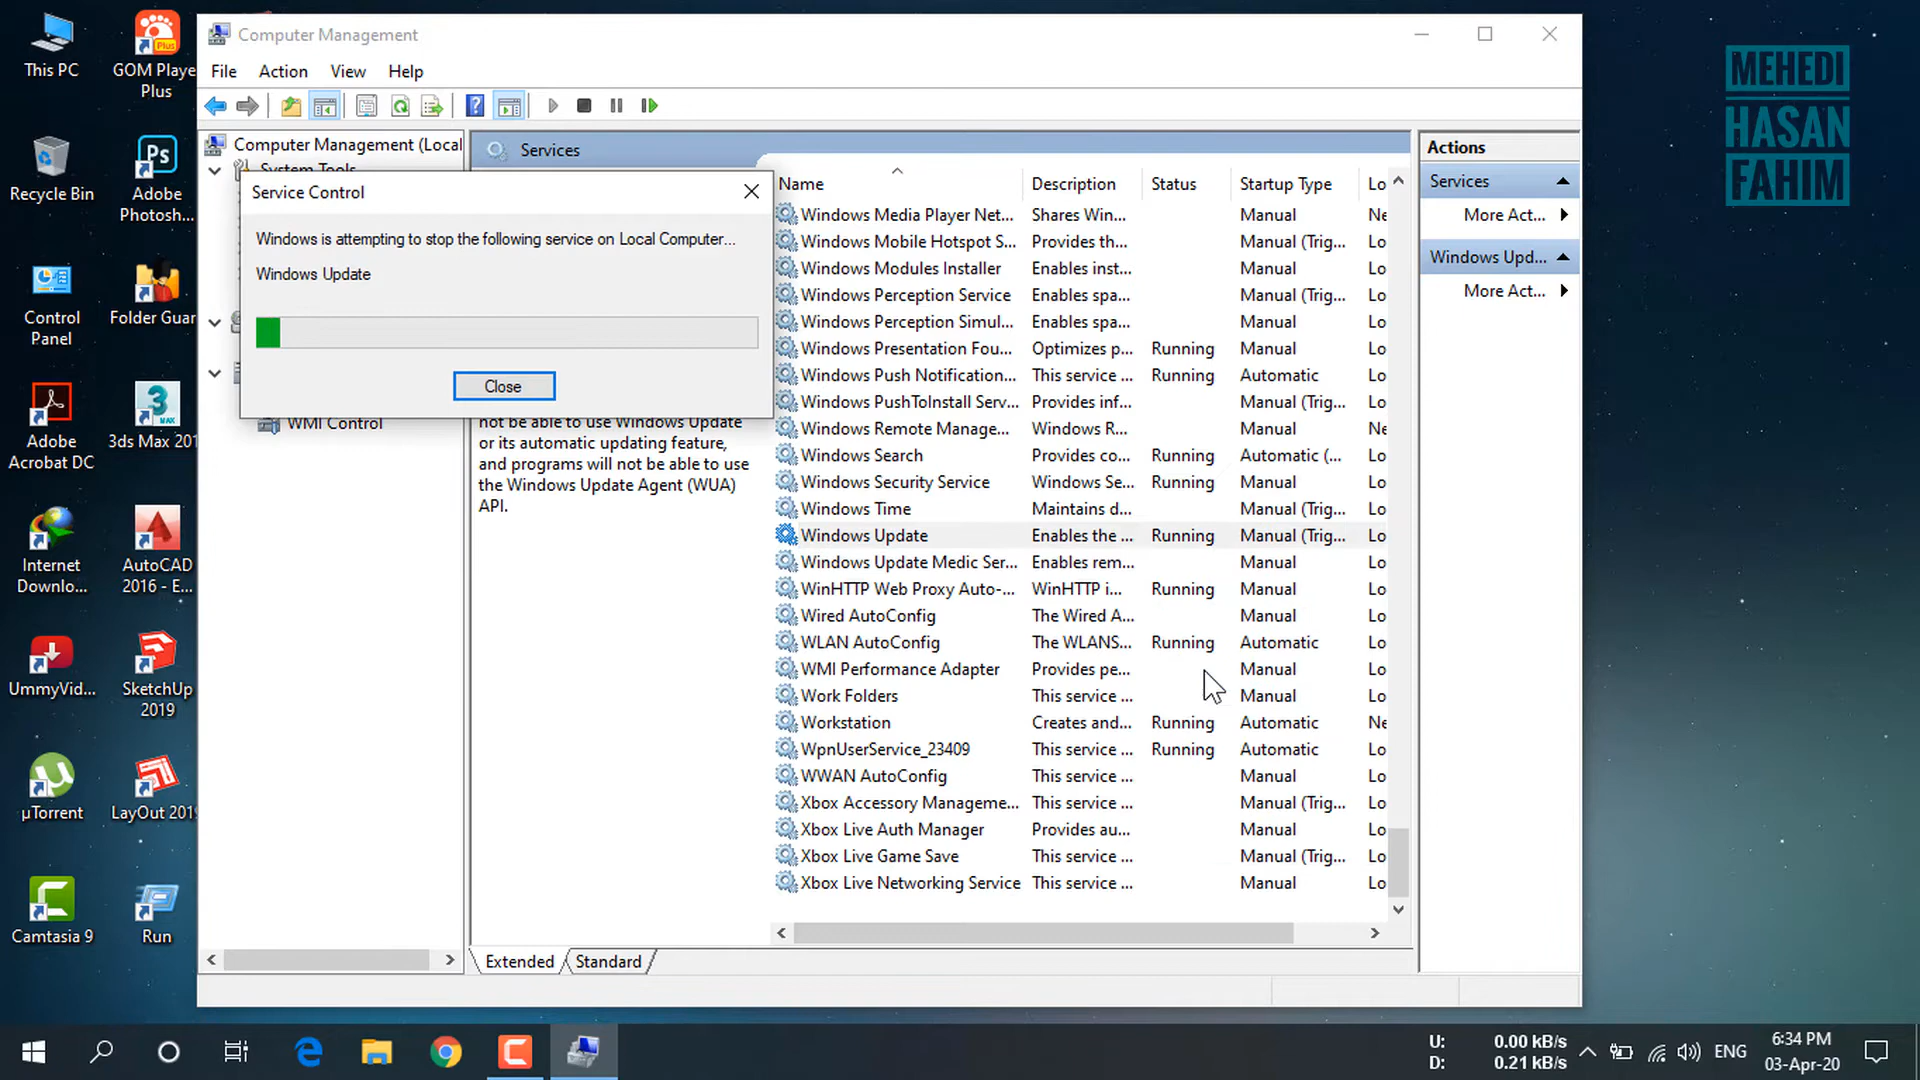 This PC
GOM Playe
Plus
Recycle Bin
Adobe
Photosh...
Control
Panel
Folder Guar
Adobe
Acrobat DC
3ds Max 201
Internet
Downlo...
AutoCAD
2016 - E...
UmmyVid...
SketchUp
2019
µTorrent
LayOut 2019
Camtasia 9
Run
Computer Management
File Action View Help
Computer Management (Local
System Tools
WMI Control
Services
Service Control
Windows is attempting to stop the following service on Local Computer...
Windows Update
Close
not be able to use Windows Update
or its automatic updating feature,
and programs will not be able to use
the Windows Update Agent (WUA)
API.
Name Description Status Startup Type Lo
Windows Media Player Net... Shares Win... Manual Ne
Windows Mobile Hotspot S... Provides th... Manual (Trig... Lo
Windows Modules Installer Enables inst... Manual Lo
Windows Perception Service Enables spa... Manual (Trig... Lo
Windows Perception Simul... Enables spa... Manual Lo
Windows Presentation Fou... Optimizes p... Running Manual Lo
Windows Push Notification... This service ... Running Automatic Lo
Windows PushToInstall Serv... Provides inf... Manual (Trig... Lo
Windows Remote Manage... Windows R... Manual Ne
Windows Search Provides co... Running Automatic (... Lo
Windows Security Service Windows Se... Running Manual Lo
Windows Time Maintains d... Manual (Trig... Lo
Windows Update Enables the ... Running Manual (Trig... Lo
Windows Update Medic Ser... Enables rem... Manual Lo
WinHTTP Web Proxy Auto-... WinHTTP i... Running Manual Lo
Wired AutoConfig The Wired A... Manual Lo
WLAN AutoConfig The WLANS... Running Automatic Lo
WMI Performance Adapter Provides pe... Manual Lo
Work Folders This service ... Manual Lo
Workstation Creates and... Running Automatic Ne
WpnUserService_23409 This service ... Running Automatic Lo
WWAN AutoConfig This service ... Manual Lo
Xbox Accessory Manageme... This service ... Manual (Trig... Lo
Xbox Live Auth Manager Provides au... Manual Lo
Xbox Live Game Save This service ... Manual (Trig... Lo
Xbox Live Networking Service This service ... Manual Lo
Extended Standard
Actions
Services
More Act...
Windows Upd...
More Act...
MEHEDI
HASAN
FAHIM
U: 0.00 kB/s
D: 0.21 kB/s
ENG
6:34 PM
03-Apr-20